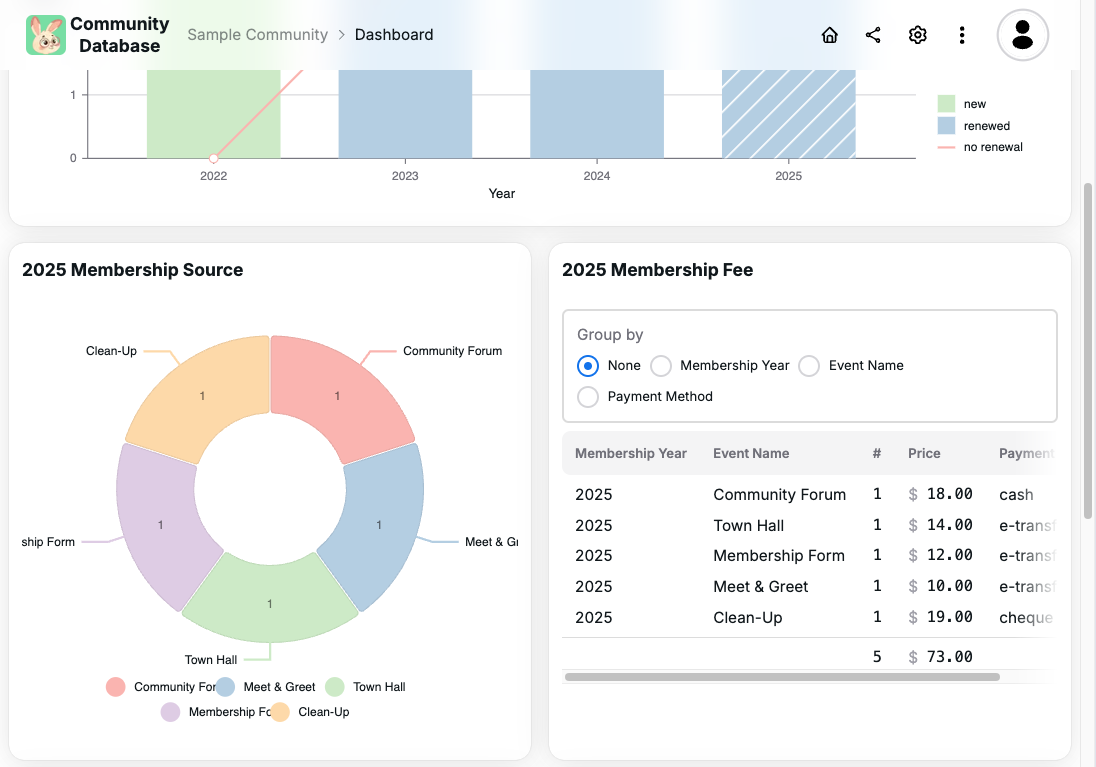 Community
Database
Sample Community > Dashboard
1
0
2022 2023 2024 2025
Year
new
renewed
no renewal
2025 Membership Source
Clean-Up
Community Forum
1
1
1
1
1
ship Form
Meet & Gr
Town Hall
Community For
Meet & Greet
Town Hall
Membership Fo
Clean-Up
2025 Membership Fee
Group by
None Membership Year Event Name
Payment Method
Membership Year Event Name # Price Payment
2025 Community Forum 1 $ 18.00 cash
2025 Town Hall 1 $ 14.00 e-transf
2025 Membership Form 1 $ 12.00 e-transf
2025 Meet & Greet 1 $ 10.00 e-transf
2025 Clean-Up 1 $ 19.00 cheque
5 $ 73.00